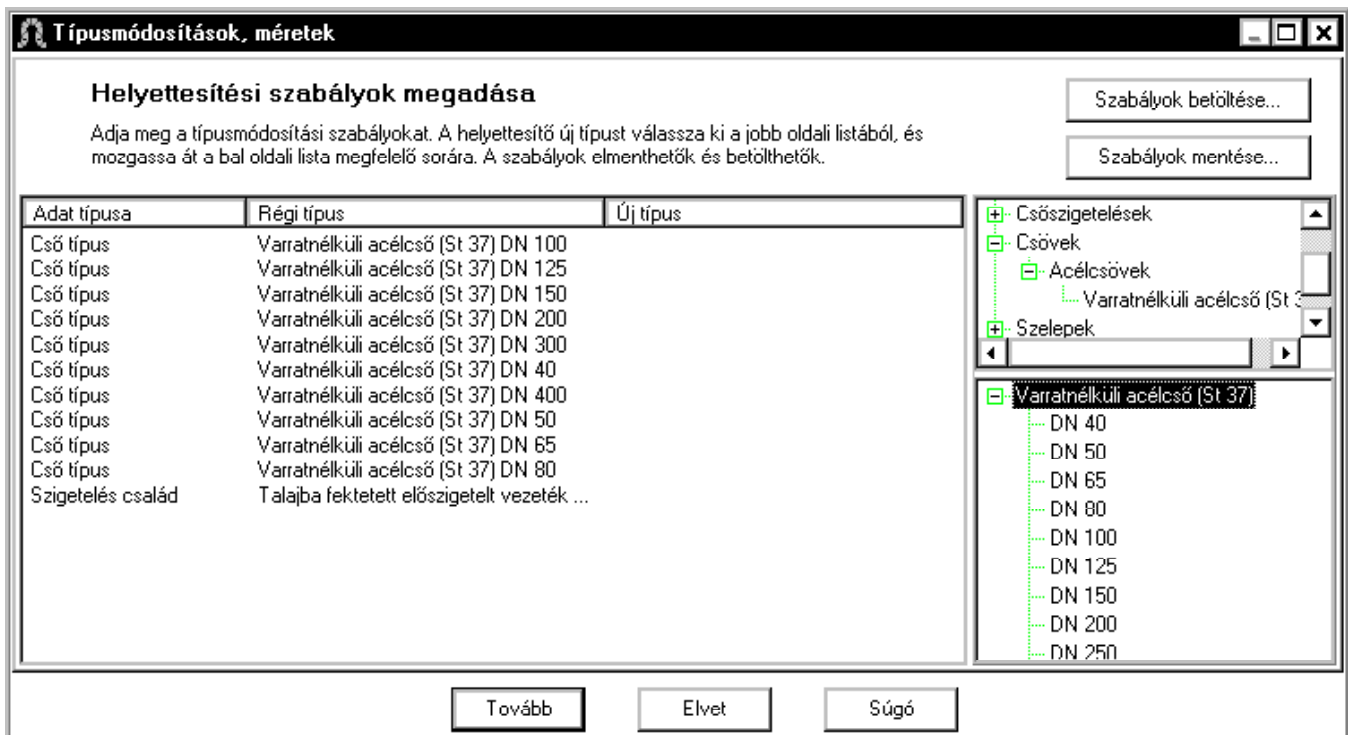 Típusmódosítások, méretek
Helyettesítési szabályok megadása
Adja meg a típusmódosítási szabályokat. A helyettesítő új típust válassza ki a jobb oldali listából, és
mozgassa át a bal oldali lista megfelelő sorára. A szabályok elmenthetők és betölthetők.
Szabályok betöltése...
Szabályok mentése...
Adat típusa Régi típus Új típus
Cső típus Varratnélküli acélcső (St 37) DN 100
Cső típus Varratnélküli acélcső (St 37) DN 125
Cső típus Varratnélküli acélcső (St 37) DN 150
Cső típus Varratnélküli acélcső (St 37) DN 200
Cső típus Varratnélküli acélcső (St 37) DN 300
Cső típus Varratnélküli acélcső (St 37) DN 40
Cső típus Varratnélküli acélcső (St 37) DN 400
Cső típus Varratnélküli acélcső (St 37) DN 50
Cső típus Varratnélküli acélcső (St 37) DN 65
Cső típus Varratnélküli acélcső (St 37) DN 80
Szigetelés család Talajba fektetett előszigetelt vezeték ...
Csőszigetelések
Csövek
Acélcsövek
Varratnélküli acélcső (St 3
Szelepek
Varratnélküli acélcső (St 37)
DN 40
DN 50
DN 65
DN 80
DN 100
DN 125
DN 150
DN 200
DN 250
Tovább
Elvet
Súgó